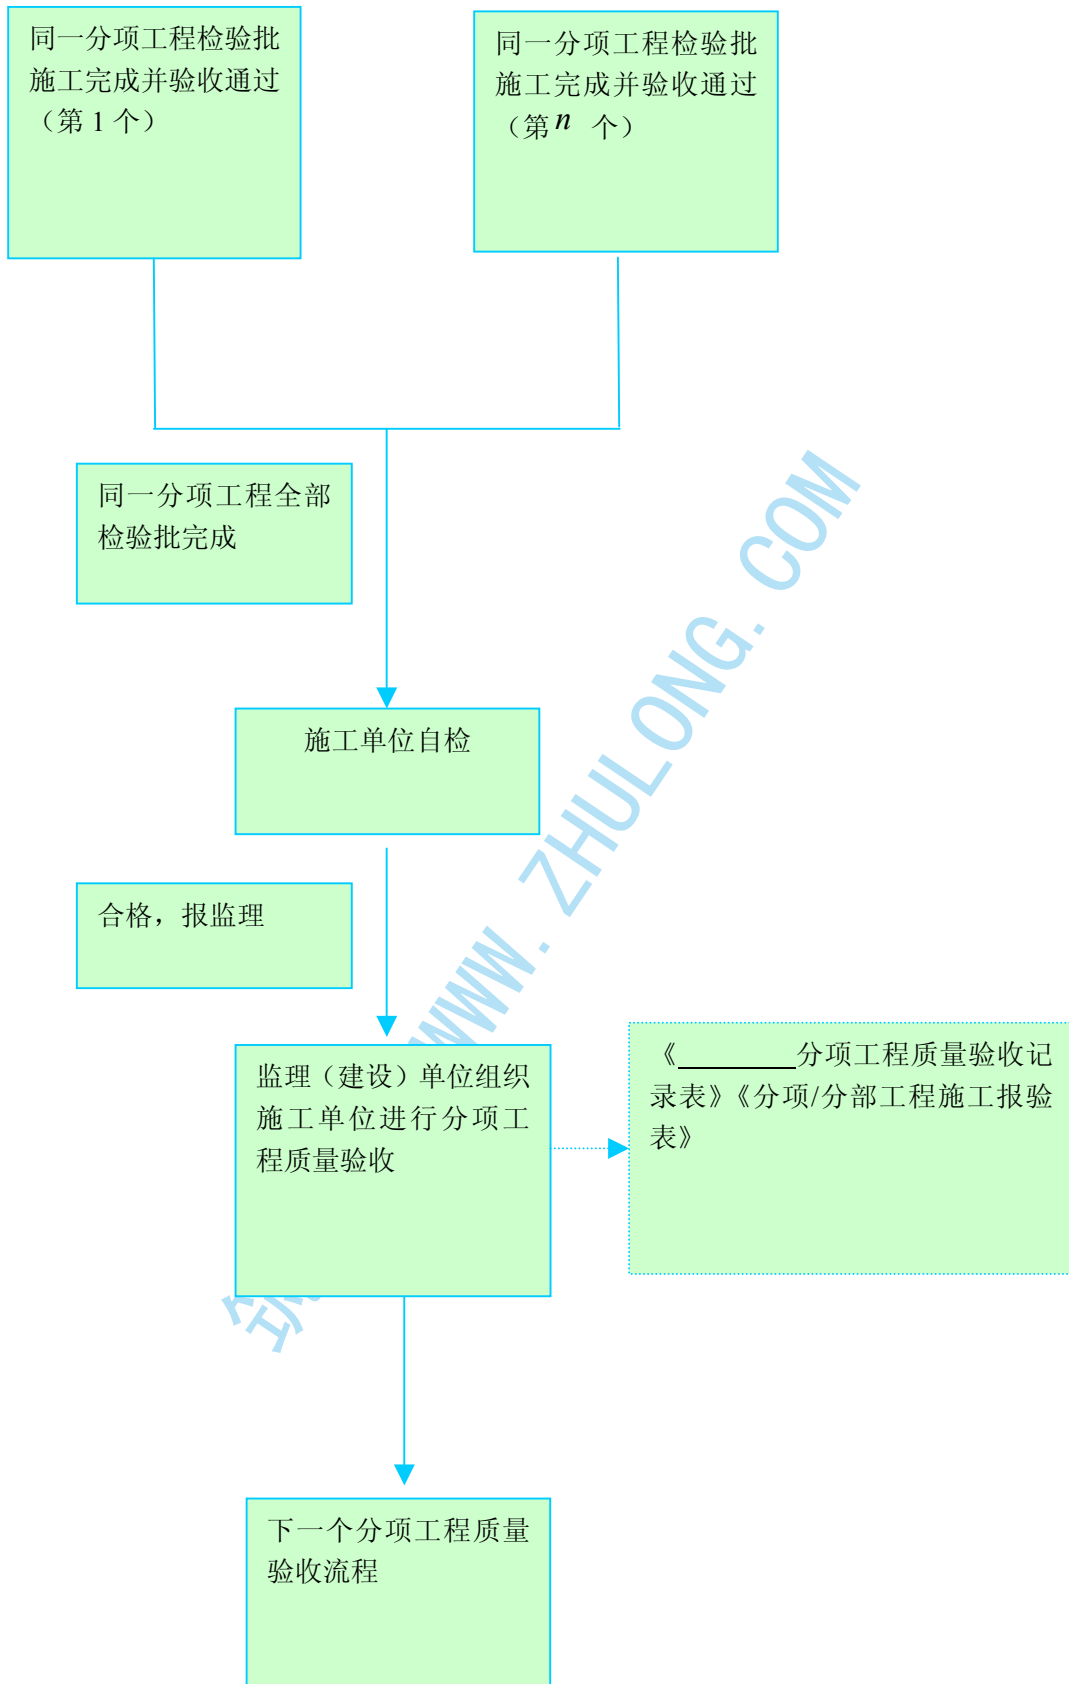 同一分项工程检验批
施工完成并验收通过
（第 1 个）
同一分项工程检验批
施工完成并验收通过
（第 n 个）
同一分项工程全部
检验批完成
施工单位自检
合格，报监理
监理（建设）单位组织
施工单位进行分项工
程质量验收
《________分项工程质量验收记
录表》《分项/分部工程施工报验
表》
下一个分项工程质量
验收流程
WWW. ZHULONG. COM